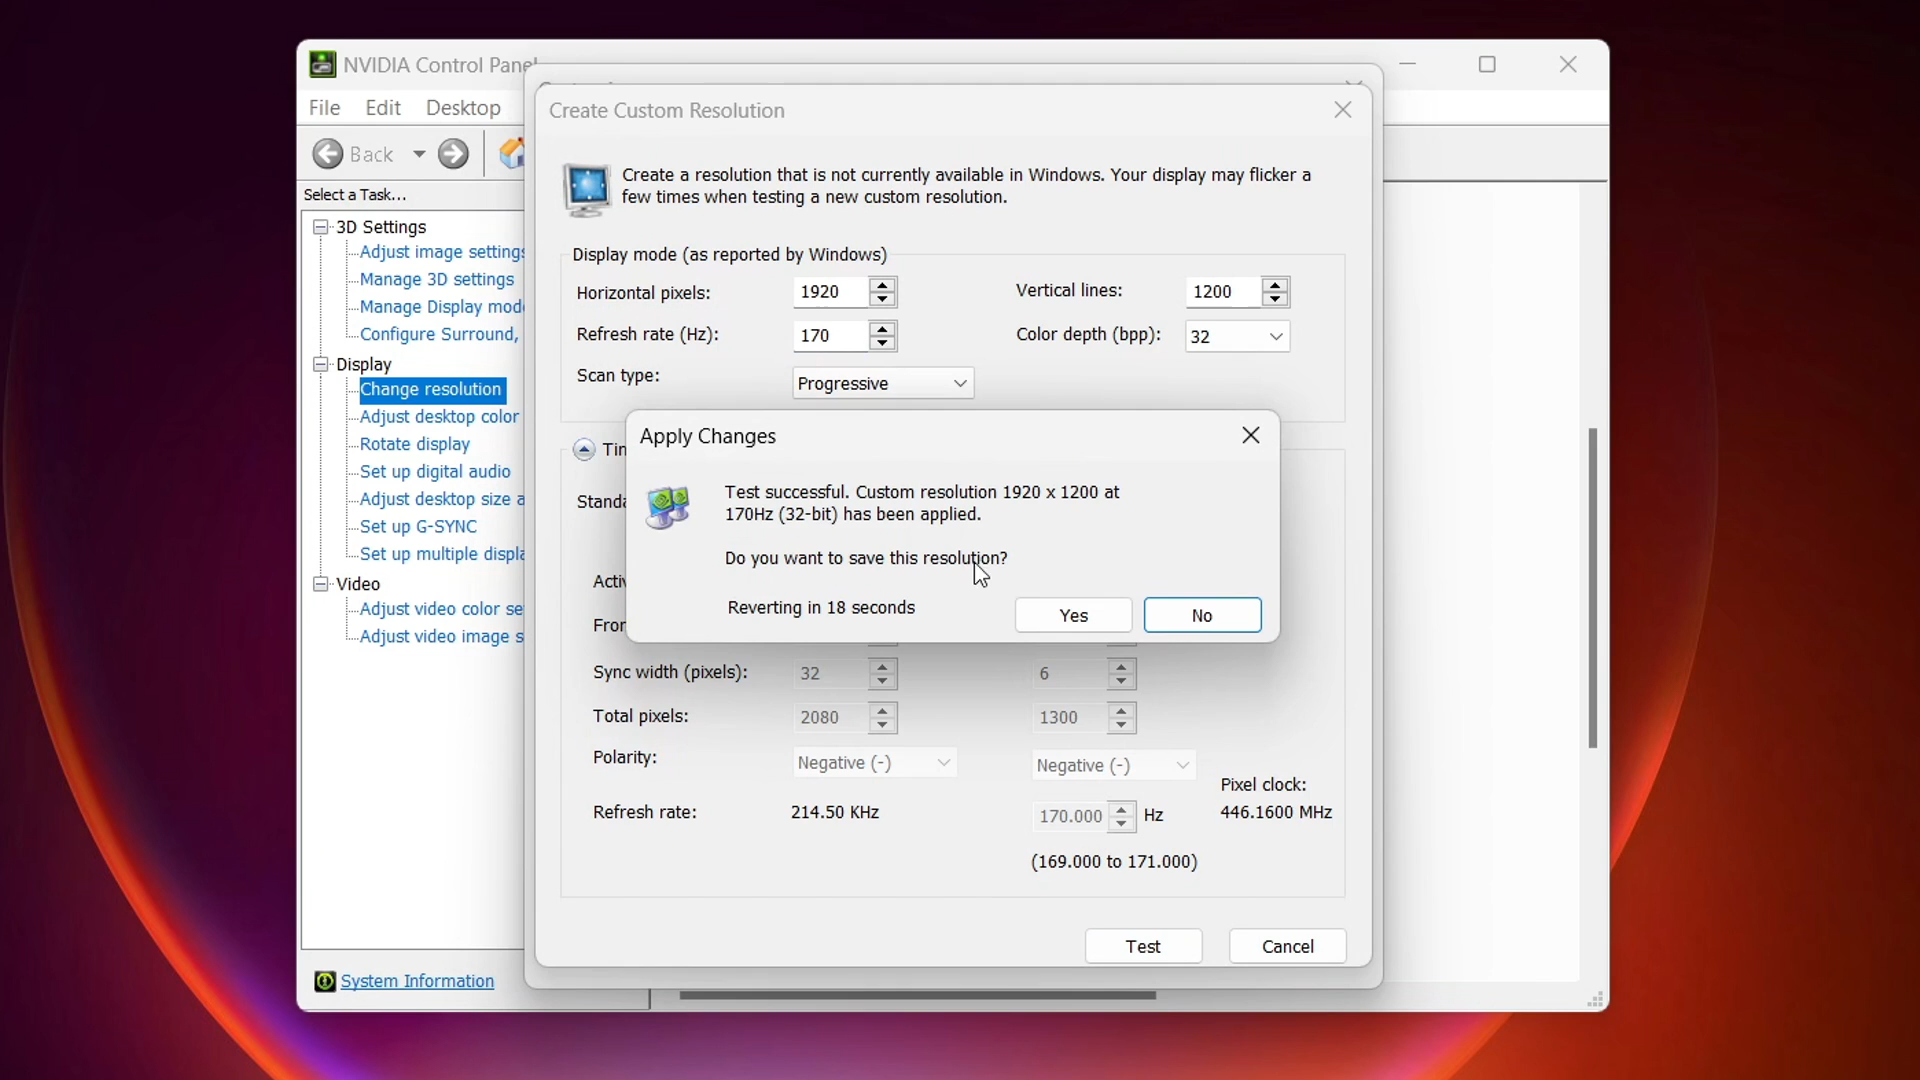 NVIDIA Control Panel
File Edit Desktop
Back
Select a Task...
3D Settings
Adjust image settings
Manage 3D settings
Manage Display mod
Configure Surround,
Display
Change resolution
Adjust desktop color
Rotate display
Set up digital audio
Adjust desktop size a
Set up G-SYNC
Set up multiple displa
Video
Adjust video color se
Adjust video image s
System Information
Create Custom Resolution
Create a resolution that is not currently available in Windows. Your display may flicker a
few times when testing a new custom resolution.
Display mode (as reported by Windows)
Horizontal pixels: 1920 Vertical lines: 1200
Refresh rate (Hz): 170 Color depth (bpp): 32
Scan type: Progressive
Apply Changes
Test successful. Custom resolution 1920 x 1200 at
170Hz (32-bit) has been applied.
Do you want to save this resolution?
Reverting in 18 seconds Yes No
Sync width (pixels): 32 6
Total pixels: 2080 1300
Polarity: Negative (-) Negative (-)
Pixel clock:
Refresh rate: 214.50 KHz 170.000 Hz 446.1600 MHz
(169.000 to 171.000)
Test Cancel